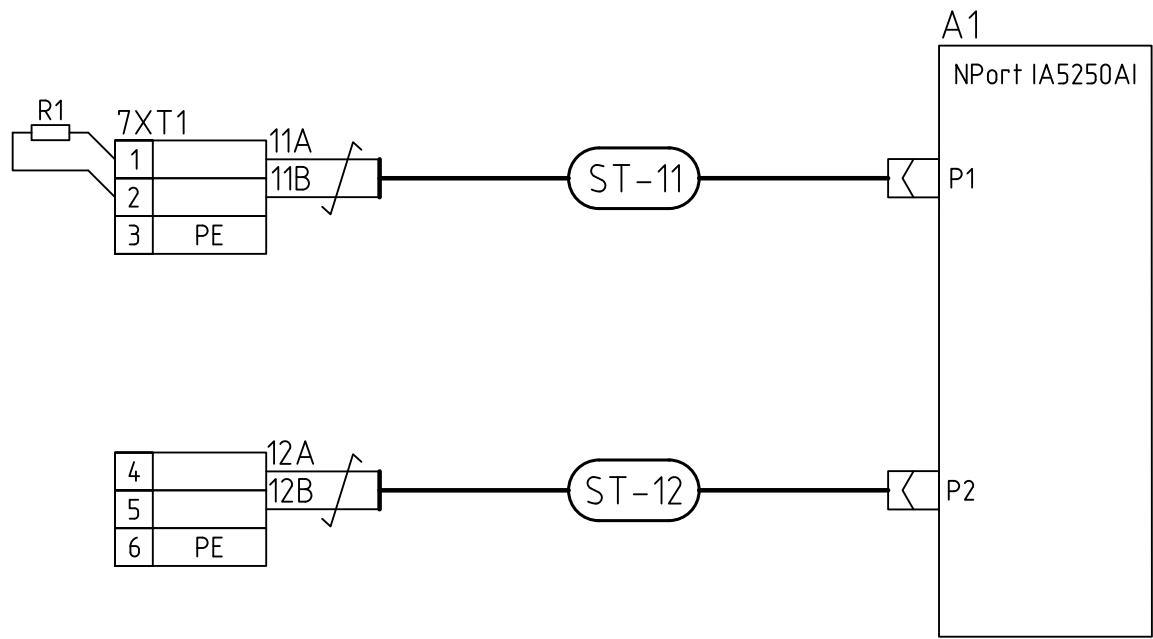 A1
NPort IA5250AI
R1
7XT1
1
11A
11B
2
3 PE
ST-11
P1
4
12A
12B
5
6 PE
ST-12
P2